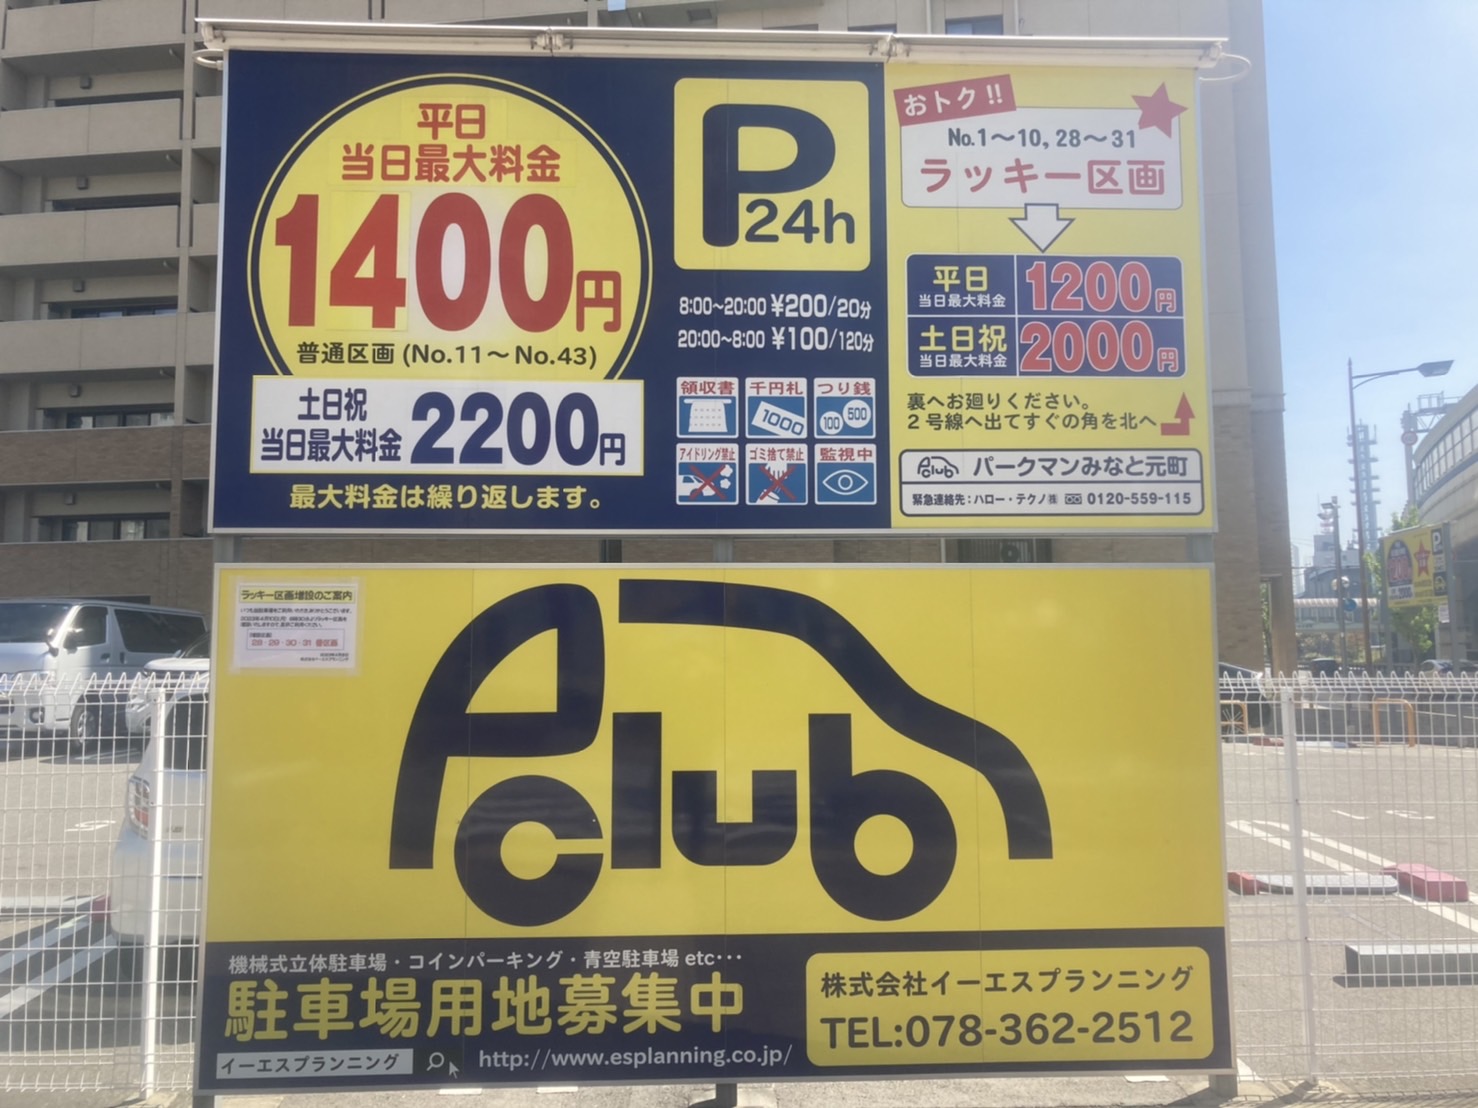 平日
当日最大料金
1400円
普通区画 (No.11～No.43)
土日祝
当日最大料金 2200円
最大料金は繰り返します。
P
24h
8:00~20:00 ¥200/20分
20:00~8:00 ¥100/120分
領収書 千円札 つり銭
1000 100 500
アイドリング禁止 ゴミ捨て禁止 監視中
おトク!!
No.1～10, 28～31
ラッキー区画
平日
当日最大料金 1200円
土日祝
当日最大料金 2000円
裏へお廻りください。
2号線へ出てすぐの角を北へ
Pclub パークマンみなと元町
緊急連絡先:ハロー・テクノ㈱ 0120-559-115
ラッキー区画増設のご案内
28・29・30・31 番区画
Pclub
機械式立体駐車場・コインパーキング・青空駐車場 etc･･･
駐車場用地募集中
イーエスプランニング
http://www.esplanning.co.jp/
株式会社イーエスプランニング
TEL:078-362-2512